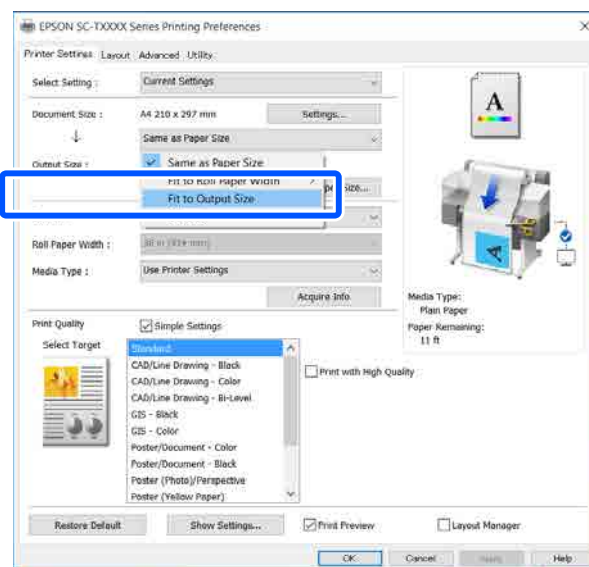 EPSON SC-TXXXX Series Printing Preferences
Printer Settings Layout Advanced Utility
Select Setting : Current Settings
Document Size : A4 210 x 297 mm Settings...
Same as Paper Size
Output Size : Same as Paper Size
Fit to Roll Paper Width
Size...
Fit to Output Size
Roll Paper Width :
Media Type : Use Printer Settings
Acquire Info
Media Type:
Plain Paper
Paper Remaining:
11 ft
Print Quality Simple Settings
Select Target Standard
CAD/Line Drawing - Black
CAD/Line Drawing - Color
CAD/Line Drawing - Bi-Level
GIS - Black
GIS - Color
Poster/Document - Color
Poster/Document - Black
Poster (Photo)/Perspective
Poster (Yellow Paper)
Print with High Quality
Restore Default Show Settings... Print Preview Layout Manager
OK Cancel Apply Help
A
A